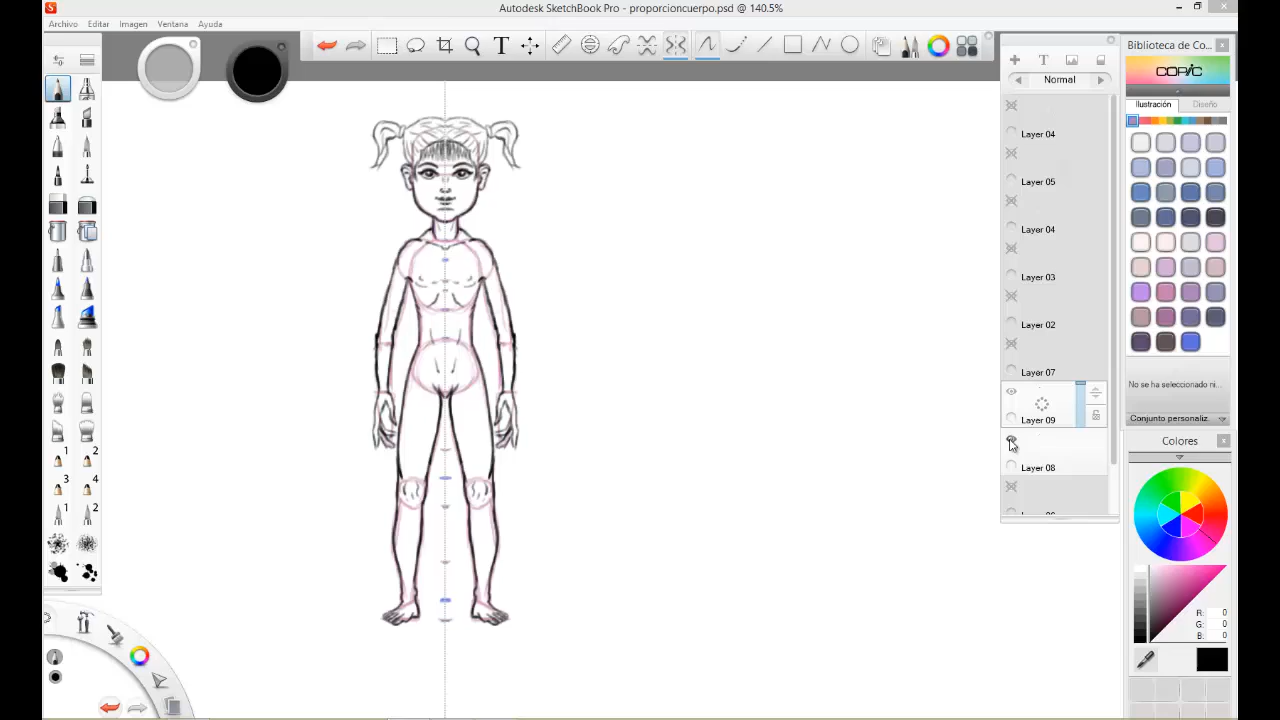 Autodesk SketchBook Pro - proporcioncuerpo.psd @ 140.5%
Archivo Editar Imagen Ventana Ayuda
Biblioteca de Co...
COPIC
Normal
Ilustración Diseño
Layer 04
Layer 05
Layer 04
Layer 03
Layer 02
Layer 07
No se ha seleccionado ni...
Layer 09
Conjunto personaliz.
Colores
Layer 08
1 2
3 4
1 2
R: 0
G: 0
B: 0